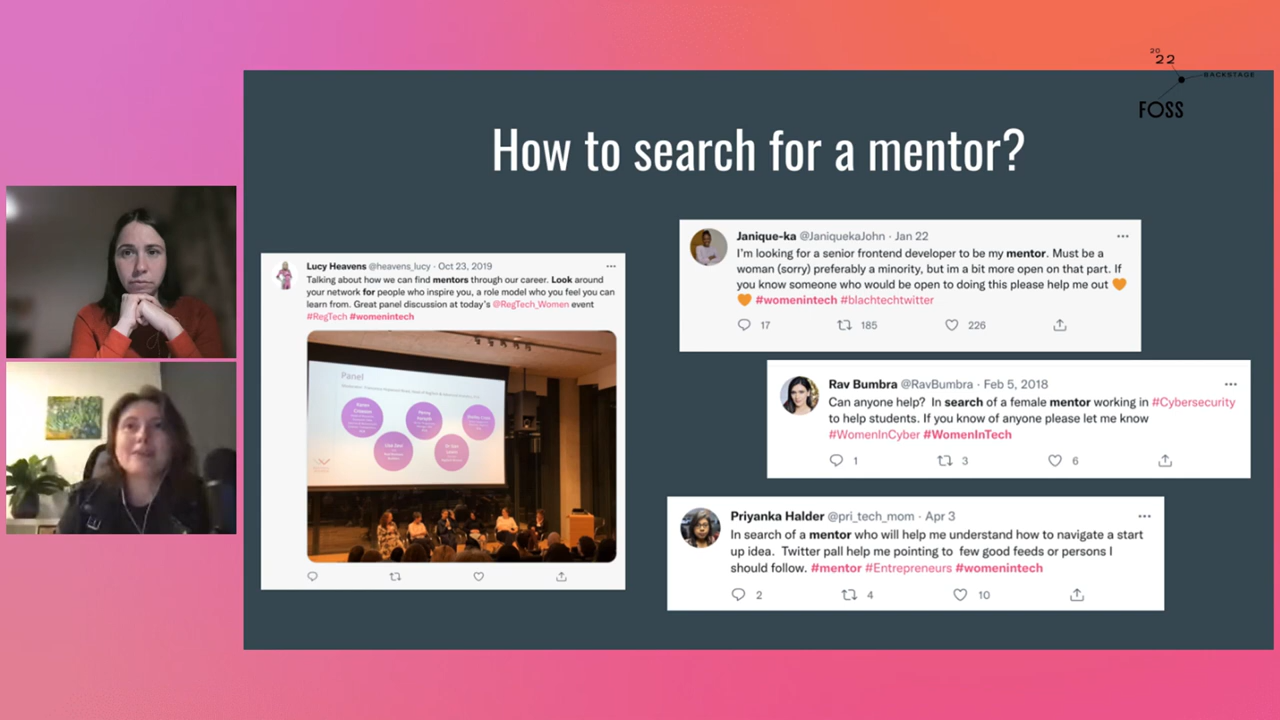 20
22
BACKSTAGE
FOSS
How to search for a mentor?
Lucy Heavens @heavens_lucy · Oct 23, 2019
Talking about how we can find mentors through our career. Look around
your network for people who inspire you, a role model who you feel you can
learn from. Great panel discussion at today's @RegTech_Women event
#RegTech #womenintech
Panel
Janique-ka @JaniquekaJohn · Jan 22
I'm looking for a senior frontend developer to be my mentor. Must be a
woman (sorry) preferably a minority, but im a bit more open on that part. If
you know someone who would be open to doing this please help me out 🧡
🧡 #womenintech #blachtechtwitter
17 185 226
Rav Bumbra @RavBumbra · Feb 5, 2018
Can anyone help? In search of a female mentor working in #Cybersecurity
to help students. If you know of anyone please let me know
#WomenInCyber #WomenInTech
1 3 6
Priyanka Halder @pri_tech_mom · Apr 3
In search of a mentor who will help me understand how to navigate a start
up idea. Twitter pall help me pointing to few good feeds or persons I
should follow. #mentor #Entrepreneurs #womenintech
2 4 10